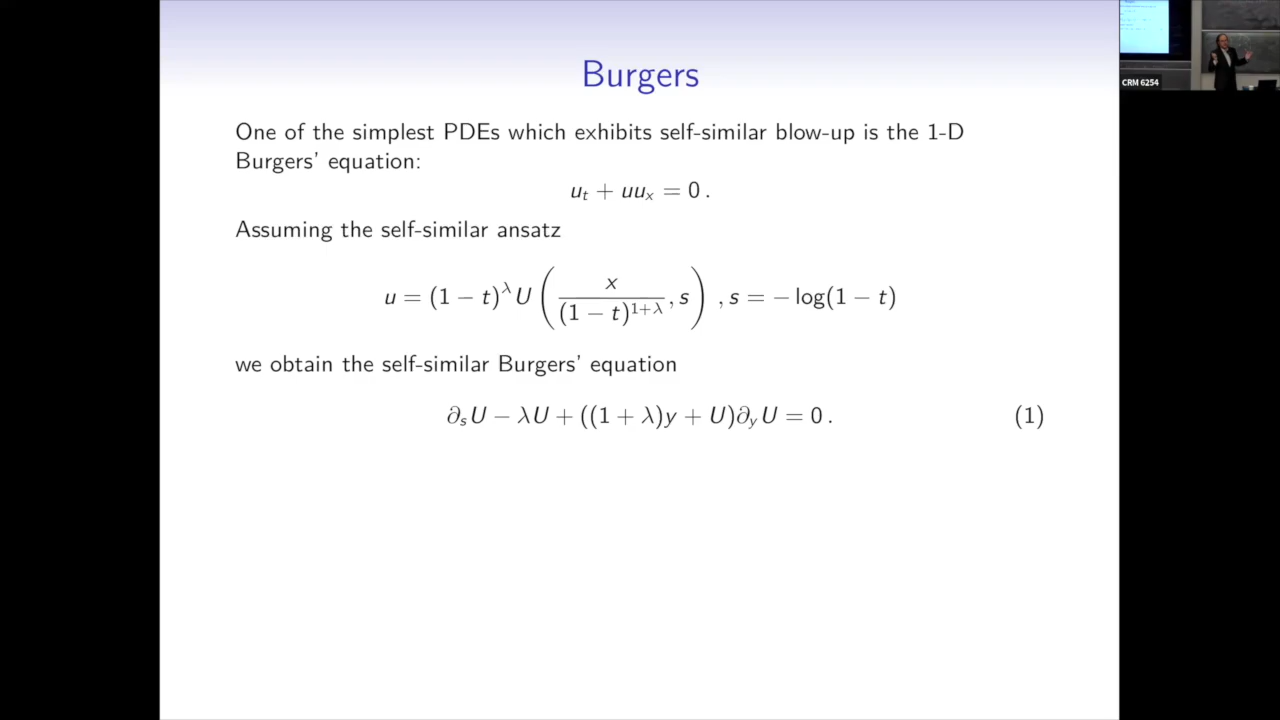 Burgers
One of the simplest PDEs which exhibits self-similar blow-up is the 1-D
Burgers' equation:
u_t + uu_x = 0 .
Assuming the self-similar ansatz
u = (1 − t)^λ U ( x / (1 − t)^{1+λ} , s ) , s = − log(1 − t)
we obtain the self-similar Burgers' equation
∂_s U − λU + ((1 + λ)y + U)∂_y U = 0 . (1)
CRM 6254